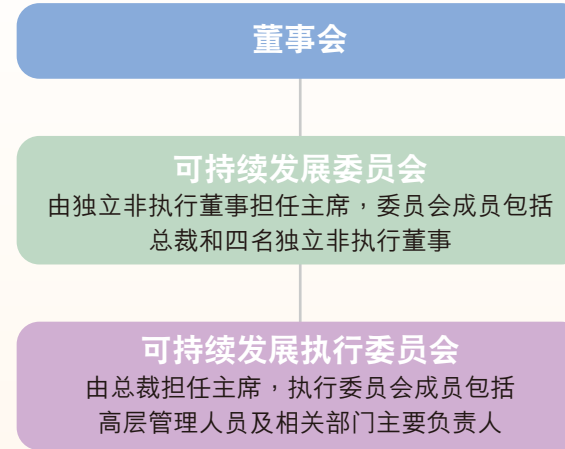 董事会
可持续发展委员会
由独立非执行董事担任主席，委员会成员包括
总裁和四名独立非执行董事
可持续发展执行委员会
由总裁担任主席，执行委员会成员包括
高层管理人员及相关部门主要负责人